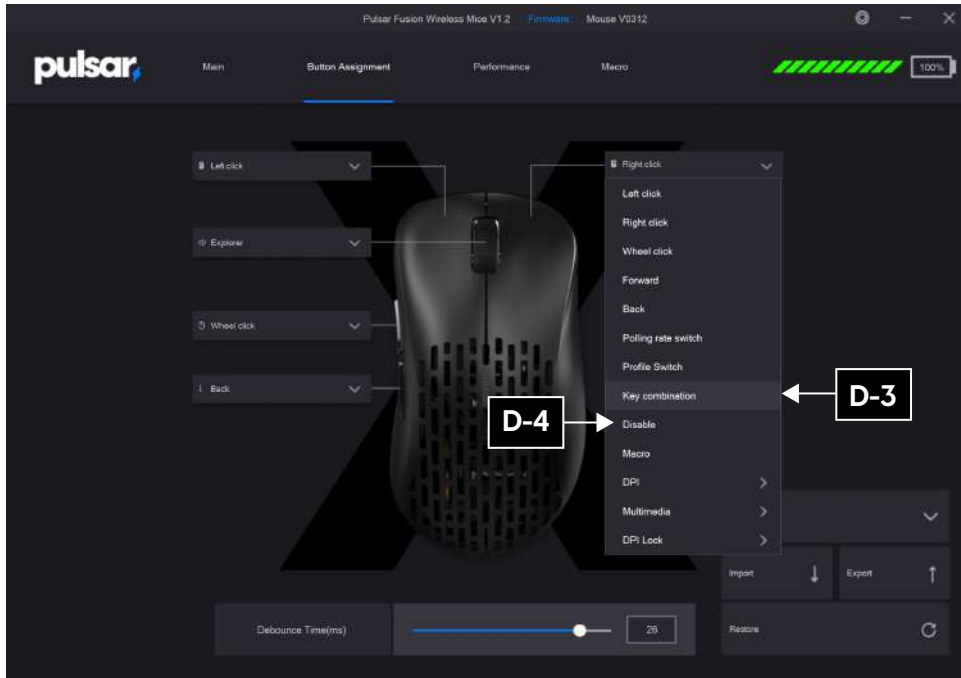 Pulsar Fusion Wireless Mice V1.2 Firmware: Mouse V0312
pulsar
Main
Button Assignment
Performance
Macro
100%
Left click
Explorer
Wheel click
Back
Right click
Left click
Right click
Wheel click
Forward
Back
Polling rate switch
Profile Switch
Key combination
Disable
Macro
DPI
Multimedia
DPI Lock
D-3
D-4
Import
Export
Debounce Time(ms)
26
Restore